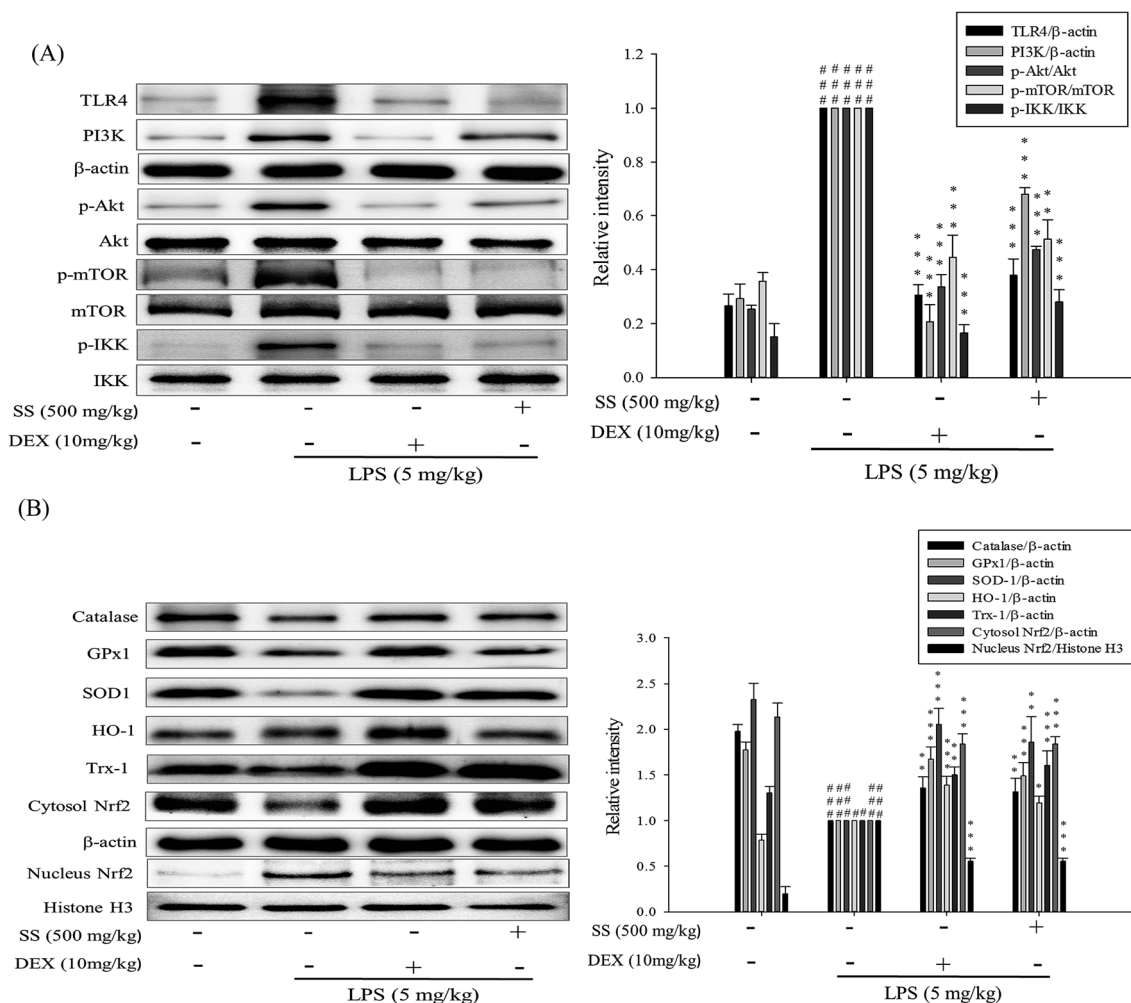 (A)
TLR4
PI3K
β-actin
p-Akt
Akt
p-mTOR
mTOR
p-IKK
IKK
SS (500 mg/kg) - - - +
DEX (10mg/kg) - - + -
LPS (5 mg/kg)
TLR4/β-actin
PI3K/β-actin
p-Akt/Akt
p-mTOR/mTOR
p-IKK/IKK
Relative intensity
1.2
1.0
0.8
0.6
0.4
0.2
0.0
# # # # #
# # # # #
# # # # #
*** *** *** *** ***
*** *** *** ** ***
SS (500 mg/kg) - - - +
DEX (10mg/kg) - - + -
LPS (5 mg/kg)
(B)
Catalase
GPx1
SOD1
HO-1
Trx-1
Cytosol Nrf2
β-actin
Nucleus Nrf2
Histone H3
SS (500 mg/kg) - - - +
DEX (10mg/kg) - - + -
LPS (5 mg/kg)
Catalase/β-actin
GPx1/β-actin
SOD-1/β-actin
HO-1/β-actin
Trx-1/β-actin
Cytosol Nrf2/β-actin
Nucleus Nrf2/Histone H3
Relative intensity
3.0
2.5
2.0
1.5
1.0
0.5
0.0
### ##
### ##
#######
** *** *** *** ** *** ***
** *** ** * *** *** ***
SS (500 mg/kg) - - - +
DEX (10mg/kg) - - + -
LPS (5 mg/kg)